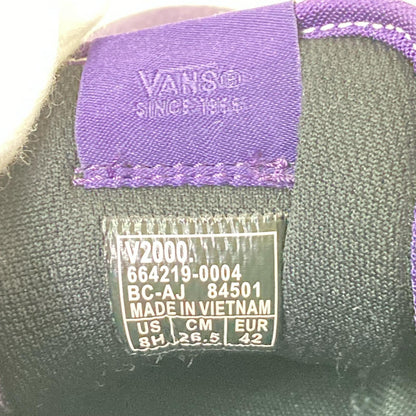 VANS®
SINCE 1966
V2000.
664219-0004
BC-AJ 84501
MADE IN VIETNAM
US CM EUR
8H 26.5 42